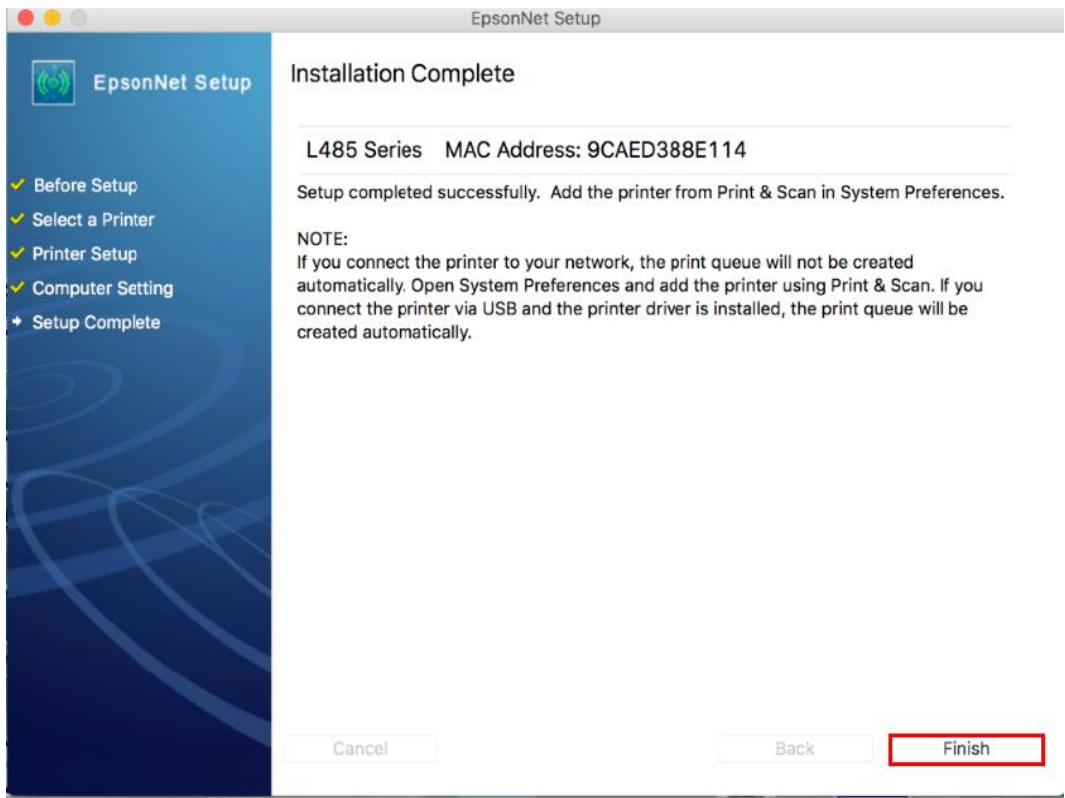 EpsonNet Setup
EpsonNet Setup
Before Setup
Select a Printer
Printer Setup
Computer Setting
Setup Complete
Installation Complete
L485 Series MAC Address: 9CAED388E114
Setup completed successfully. Add the printer from Print & Scan in System Preferences.
NOTE:
If you connect the printer to your network, the print queue will not be created
automatically. Open System Preferences and add the printer using Print & Scan. If you
connect the printer via USB and the printer driver is installed, the print queue will be
created automatically.
Cancel
Back
Finish